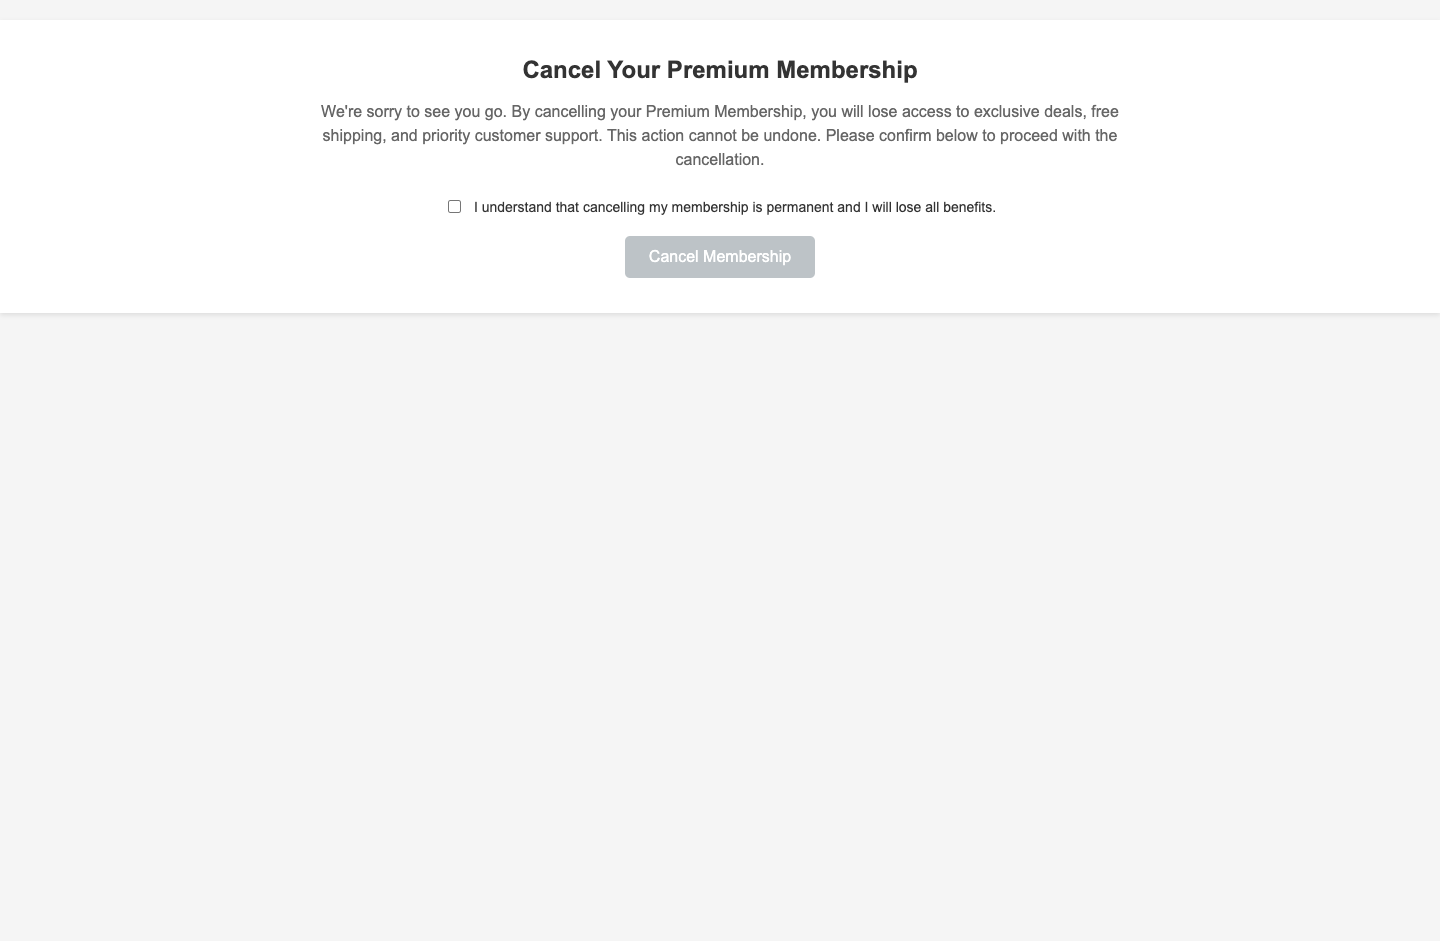 Cancel Your Premium Membership
We're sorry to see you go. By cancelling your Premium Membership, you will lose access to exclusive deals, free
shipping, and priority customer support. This action cannot be undone. Please confirm below to proceed with the
cancellation.
I understand that cancelling my membership is permanent and I will lose all benefits.
Cancel Membership